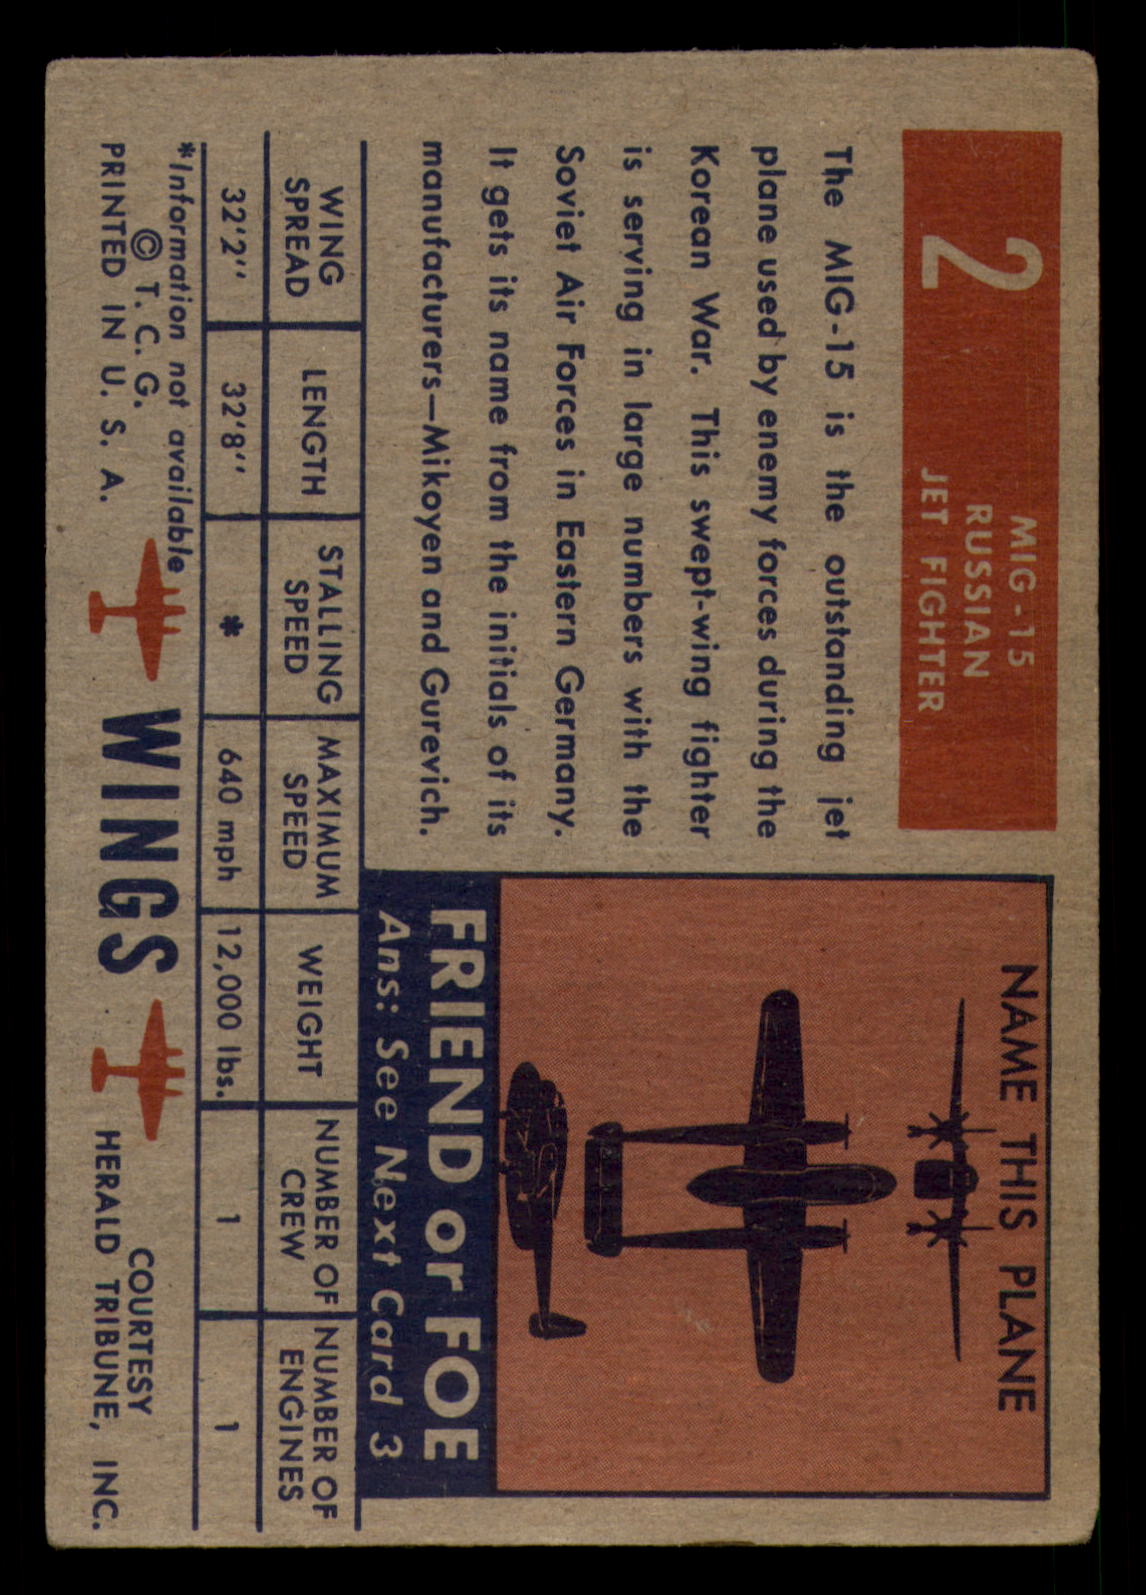 2
MIG-15
RUSSIAN
JET FIGHTER
The MIG-15 is the outstanding jet
plane used by enemy forces during the
Korean War. This swept-wing fighter
is serving in large numbers with the
Soviet Air Forces in Eastern Germany.
It gets its name from the initials of its
manufacturers—Mikoyen and Gurevich.
NAME THIS PLANE
FRIEND or FOE
Ans: See Next Card 3
WING SPREAD LENGTH STALLING SPEED MAXIMUM SPEED WEIGHT NUMBER OF CREW NUMBER OF ENGINES
32'2'' 32'8'' * 640 mph 12,000 lbs. 1 1
*Information not available
© T. C. G.
PRINTED IN U. S. A.
WINGS
COURTESY
HERALD TRIBUNE, INC.